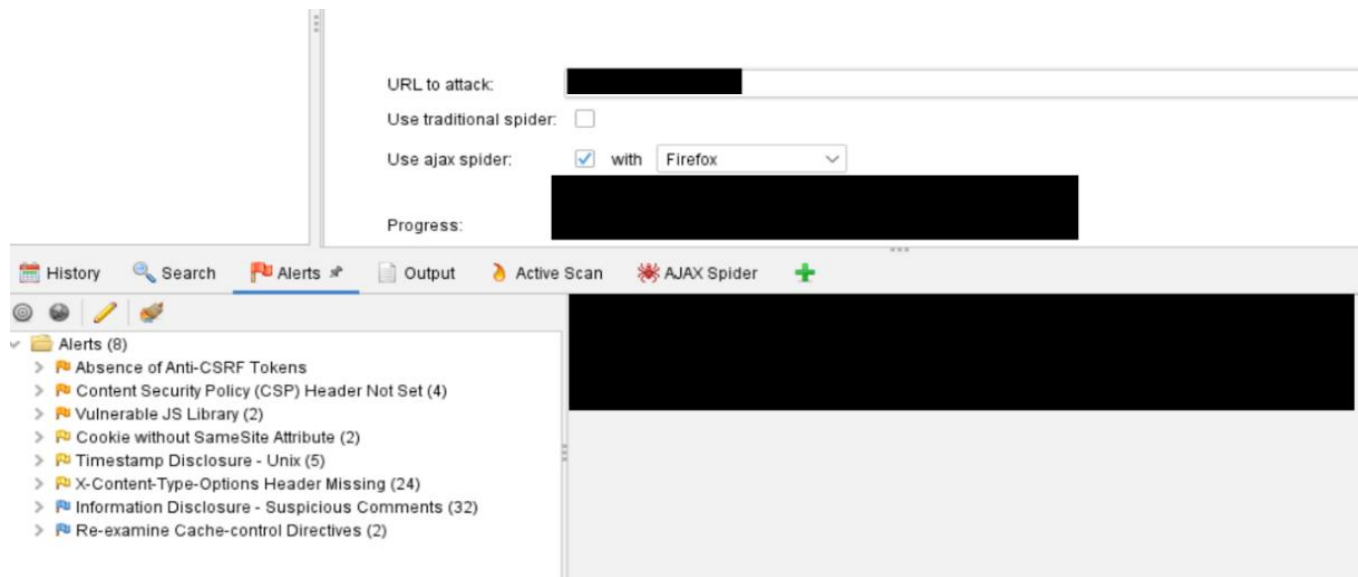 URL to attack:
Use traditional spider:
Use ajax spider: with Firefox
Progress:
History Search Alerts Output Active Scan AJAX Spider
Alerts (8)
Absence of Anti-CSRF Tokens
Content Security Policy (CSP) Header Not Set (4)
Vulnerable JS Library (2)
Cookie without SameSite Attribute (2)
Timestamp Disclosure - Unix (5)
X-Content-Type-Options Header Missing (24)
Information Disclosure - Suspicious Comments (32)
Re-examine Cache-control Directives (2)